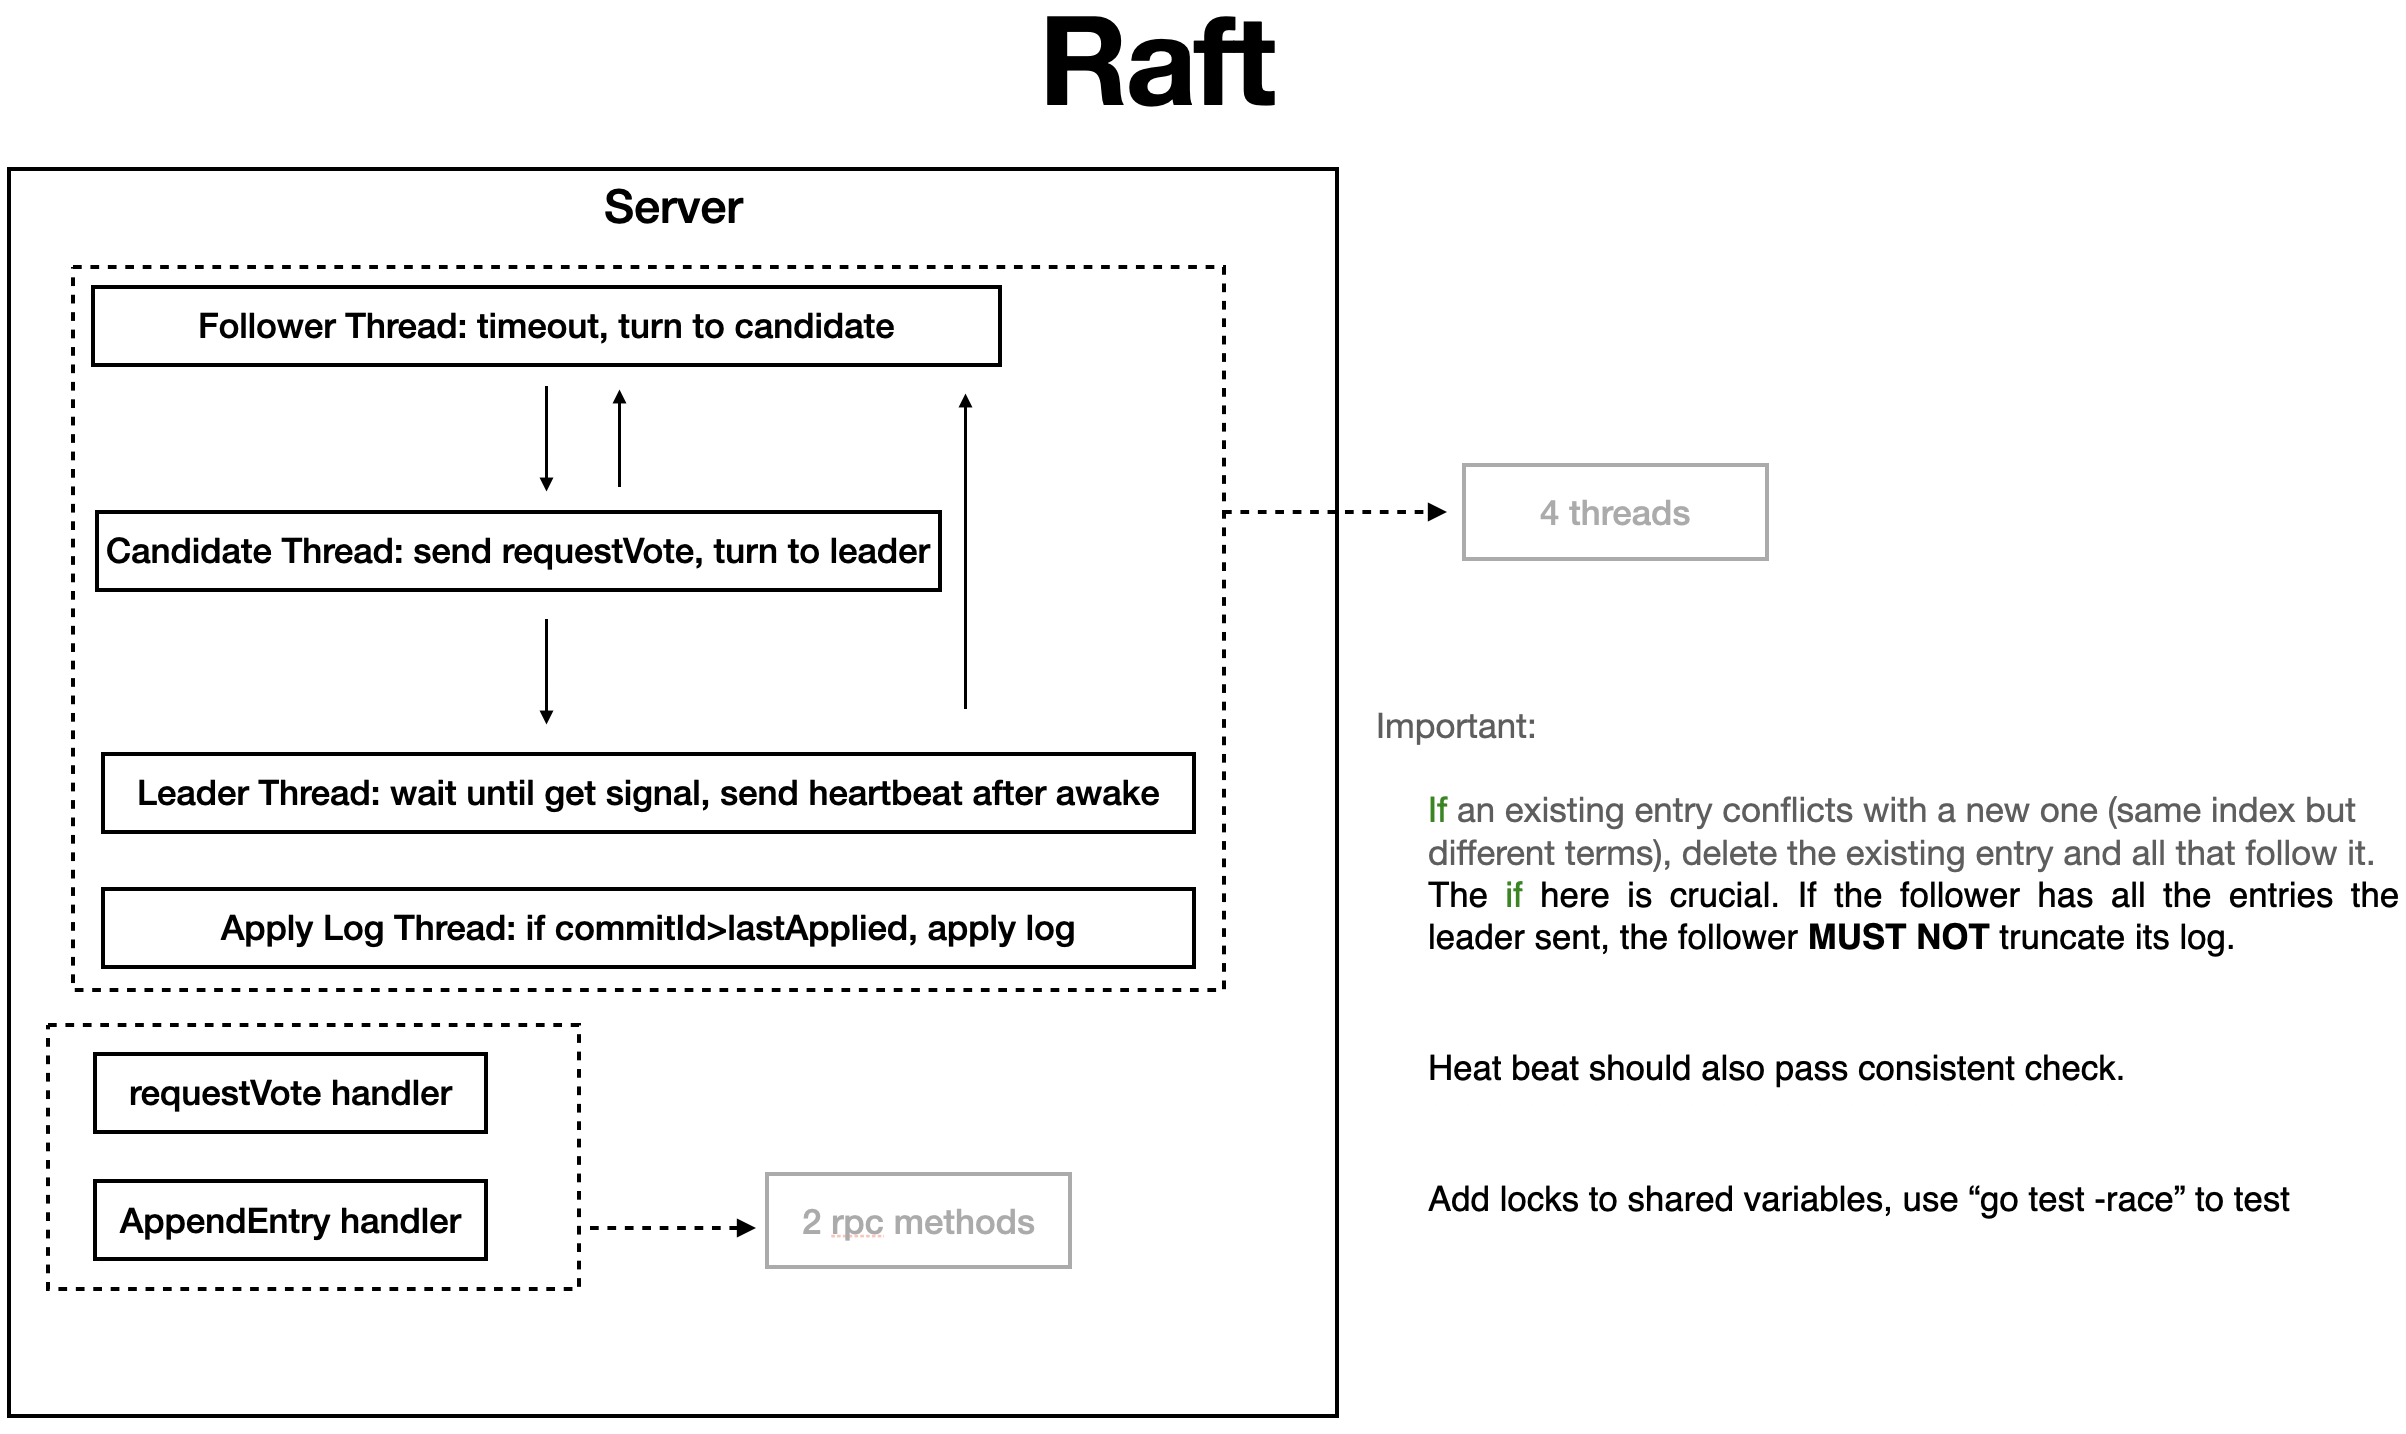 Raft
Server
Follower Thread: timeout, turn to candidate
Candidate Thread: send requestVote, turn to leader
4 threads
Leader Thread: wait until get signal, send heartbeat after awake
Apply Log Thread: if commitId>lastApplied, apply log
requestVote handler
AppendEntry handler
2 rpc methods
Important:
If an existing entry conflicts with a new one (same index but
different terms), delete the existing entry and all that follow it.
The if here is crucial. If the follower has all the entries the
leader sent, the follower MUST NOT truncate its log.
Heat beat should also pass consistent check.
Add locks to shared variables, use “go test -race” to test